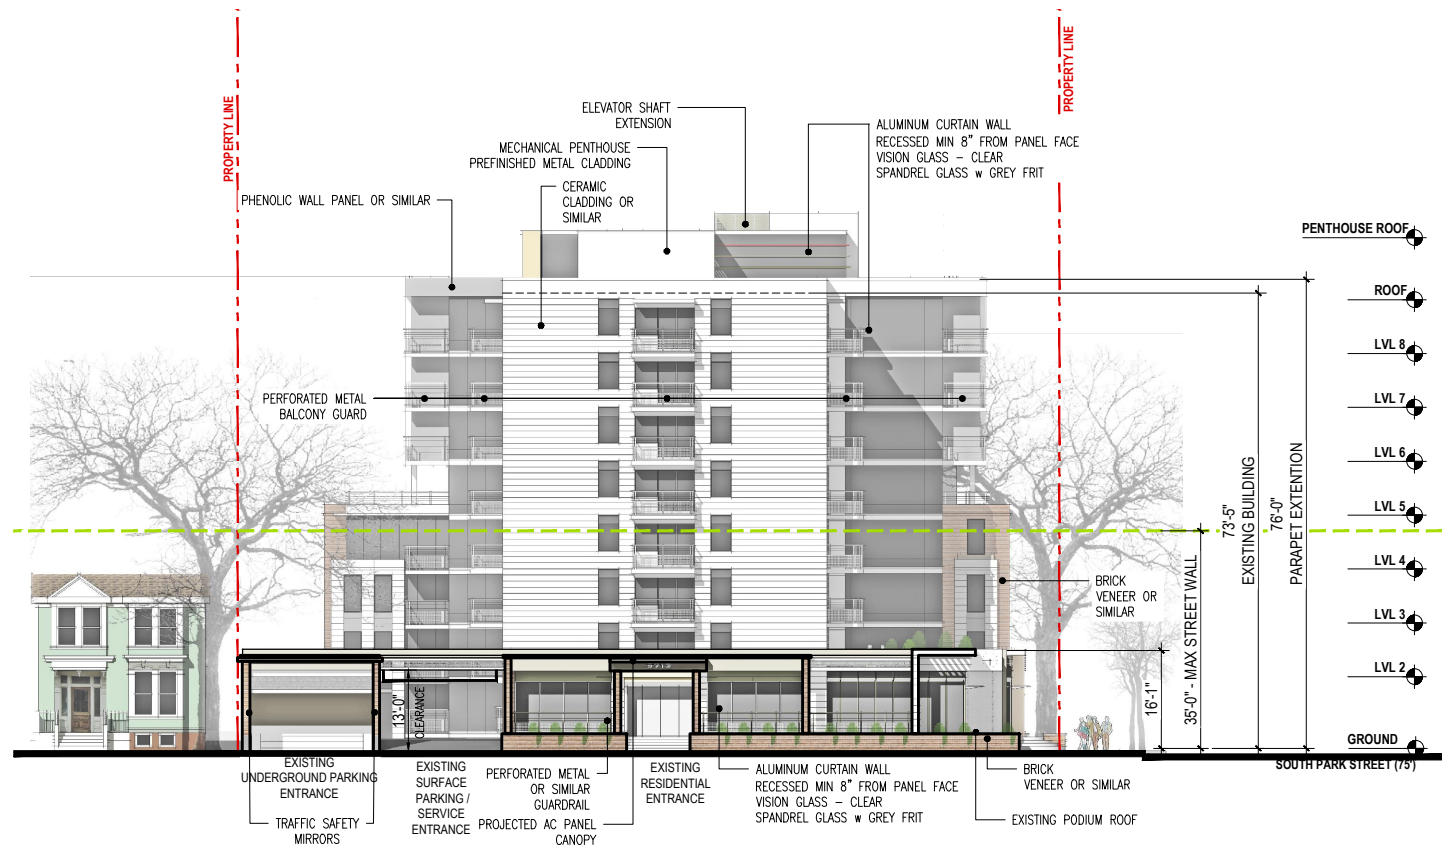 PROPERTY LINE
PROPERTY LINE
ELEVATOR SHAFT
EXTENSION
MECHANICAL PENTHOUSE
PREFINISHED METAL CLADDING
CERAMIC
CLADDING OR
SIMILAR
PHENOLIC WALL PANEL OR SIMILAR
ALUMINUM CURTAIN WALL
RECESSED MIN 8" FROM PANEL FACE
VISION GLASS – CLEAR
SPANDREL GLASS w GREY FRIT
PENTHOUSE ROOF
ROOF
LVL 8
LVL 7
LVL 6
LVL 5
LVL 4
LVL 3
LVL 2
GROUND
SOUTH PARK STREET (75')
PERFORATED METAL
BALCONY GUARD
73'-5"
EXISTING BUILDING
76'-0"
PARAPET EXTENTION
35'-0" - MAX STREET WALL
16'-1"
BRICK
VENEER OR
SIMILAR
13'-0"
CLEARANCE
EXISTING
UNDERGROUND PARKING
ENTRANCE
TRAFFIC SAFETY
MIRRORS
EXISTING
SURFACE
PARKING /
SERVICE
ENTRANCE
PERFORATED METAL
OR SIMILAR
GUARDRAIL
PROJECTED AC PANEL
CANOPY
EXISTING
RESIDENTIAL
ENTRANCE
ALUMINUM CURTAIN WALL
RECESSED MIN 8" FROM PANEL FACE
VISION GLASS – CLEAR
SPANDREL GLASS w GREY FRIT
BRICK
VENEER OR SIMILAR
EXISTING PODIUM ROOF